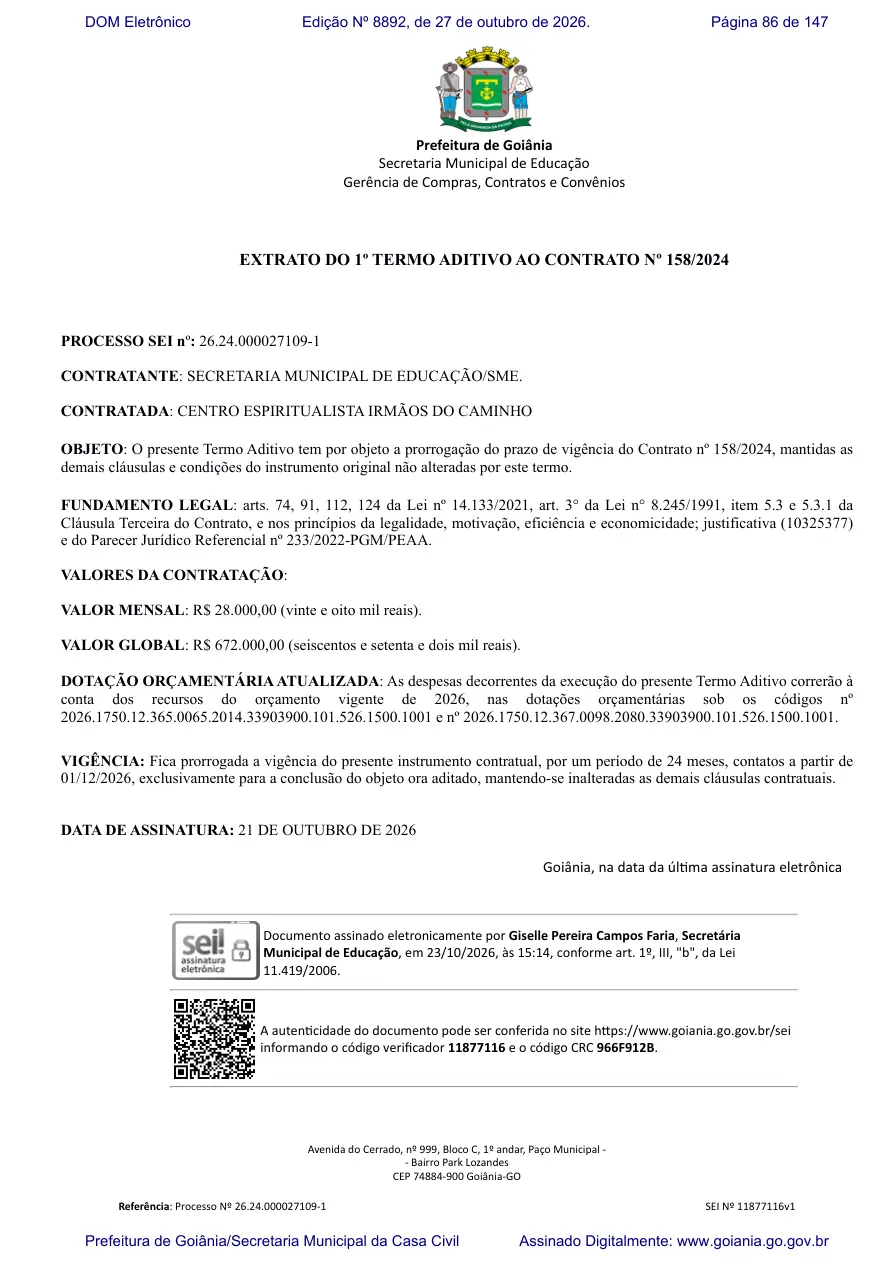 DOM Eletrônico Edição Nº 8892, de 27 de outubro de 2026. Página 86 de 147
Prefeitura de Goiânia
Secretaria Municipal de Educação
Gerência de Compras, Contratos e Convênios
EXTRATO DO 1º TERMO ADITIVO AO CONTRATO Nº 158/2024
PROCESSO SEI nº: 26.24.000027109-1
CONTRATANTE: SECRETARIA MUNICIPAL DE EDUCAÇÃO/SME.
CONTRATADA: CENTRO ESPIRITUALISTA IRMÃOS DO CAMINHO
OBJETO: O presente Termo Aditivo tem por objeto a prorrogação do prazo de vigência do Contrato nº 158/2024, mantidas as
demais cláusulas e condições do instrumento original não alteradas por este termo.
FUNDAMENTO LEGAL: arts. 74, 91, 112, 124 da Lei nº 14.133/2021, art. 3° da Lei n° 8.245/1991, item 5.3 e 5.3.1 da
Cláusula Terceira do Contrato, e nos princípios da legalidade, motivação, eficiência e economicidade; justificativa (10325377)
e do Parecer Jurídico Referencial nº 233/2022-PGM/PEAA.
VALORES DA CONTRATAÇÃO:
VALOR MENSAL: R$ 28.000,00 (vinte e oito mil reais).
VALOR GLOBAL: R$ 672.000,00 (seiscentos e setenta e dois mil reais).
DOTAÇÃO ORÇAMENTÁRIA ATUALIZADA: As despesas decorrentes da execução do presente Termo Aditivo correrão à
conta dos recursos do orçamento vigente de 2026, nas dotações orçamentárias sob os códigos nº
2026.1750.12.365.0065.2014.33903900.101.526.1500.1001 e nº 2026.1750.12.367.0098.2080.33903900.101.526.1500.1001.
VIGÊNCIA: Fica prorrogada a vigência do presente instrumento contratual, por um período de 24 meses, contatos a partir de
01/12/2026, exclusivamente para a conclusão do objeto ora aditado, mantendo-se inalteradas as demais cláusulas contratuais.
DATA DE ASSINATURA: 21 DE OUTUBRO DE 2026
Goiânia, na data da última assinatura eletrônica
sei!
assinatura
eletrônica
Documento assinado eletronicamente por Giselle Pereira Campos Faria, Secretária
Municipal de Educação, em 23/10/2026, às 15:14, conforme art. 1º, III, "b", da Lei
11.419/2006.
A autenticidade do documento pode ser conferida no site https://www.goiania.go.gov.br/sei
informando o código verificador 11877116 e o código CRC 966F912B.
Avenida do Cerrado, nº 999, Bloco C, 1º andar, Paço Municipal -
- Bairro Park Lozandes
CEP 74884-900 Goiânia-GO
Referência: Processo Nº 26.24.000027109-1 SEI Nº 11877116v1
Prefeitura de Goiânia/Secretaria Municipal da Casa Civil Assinado Digitalmente: www.goiania.go.gov.br